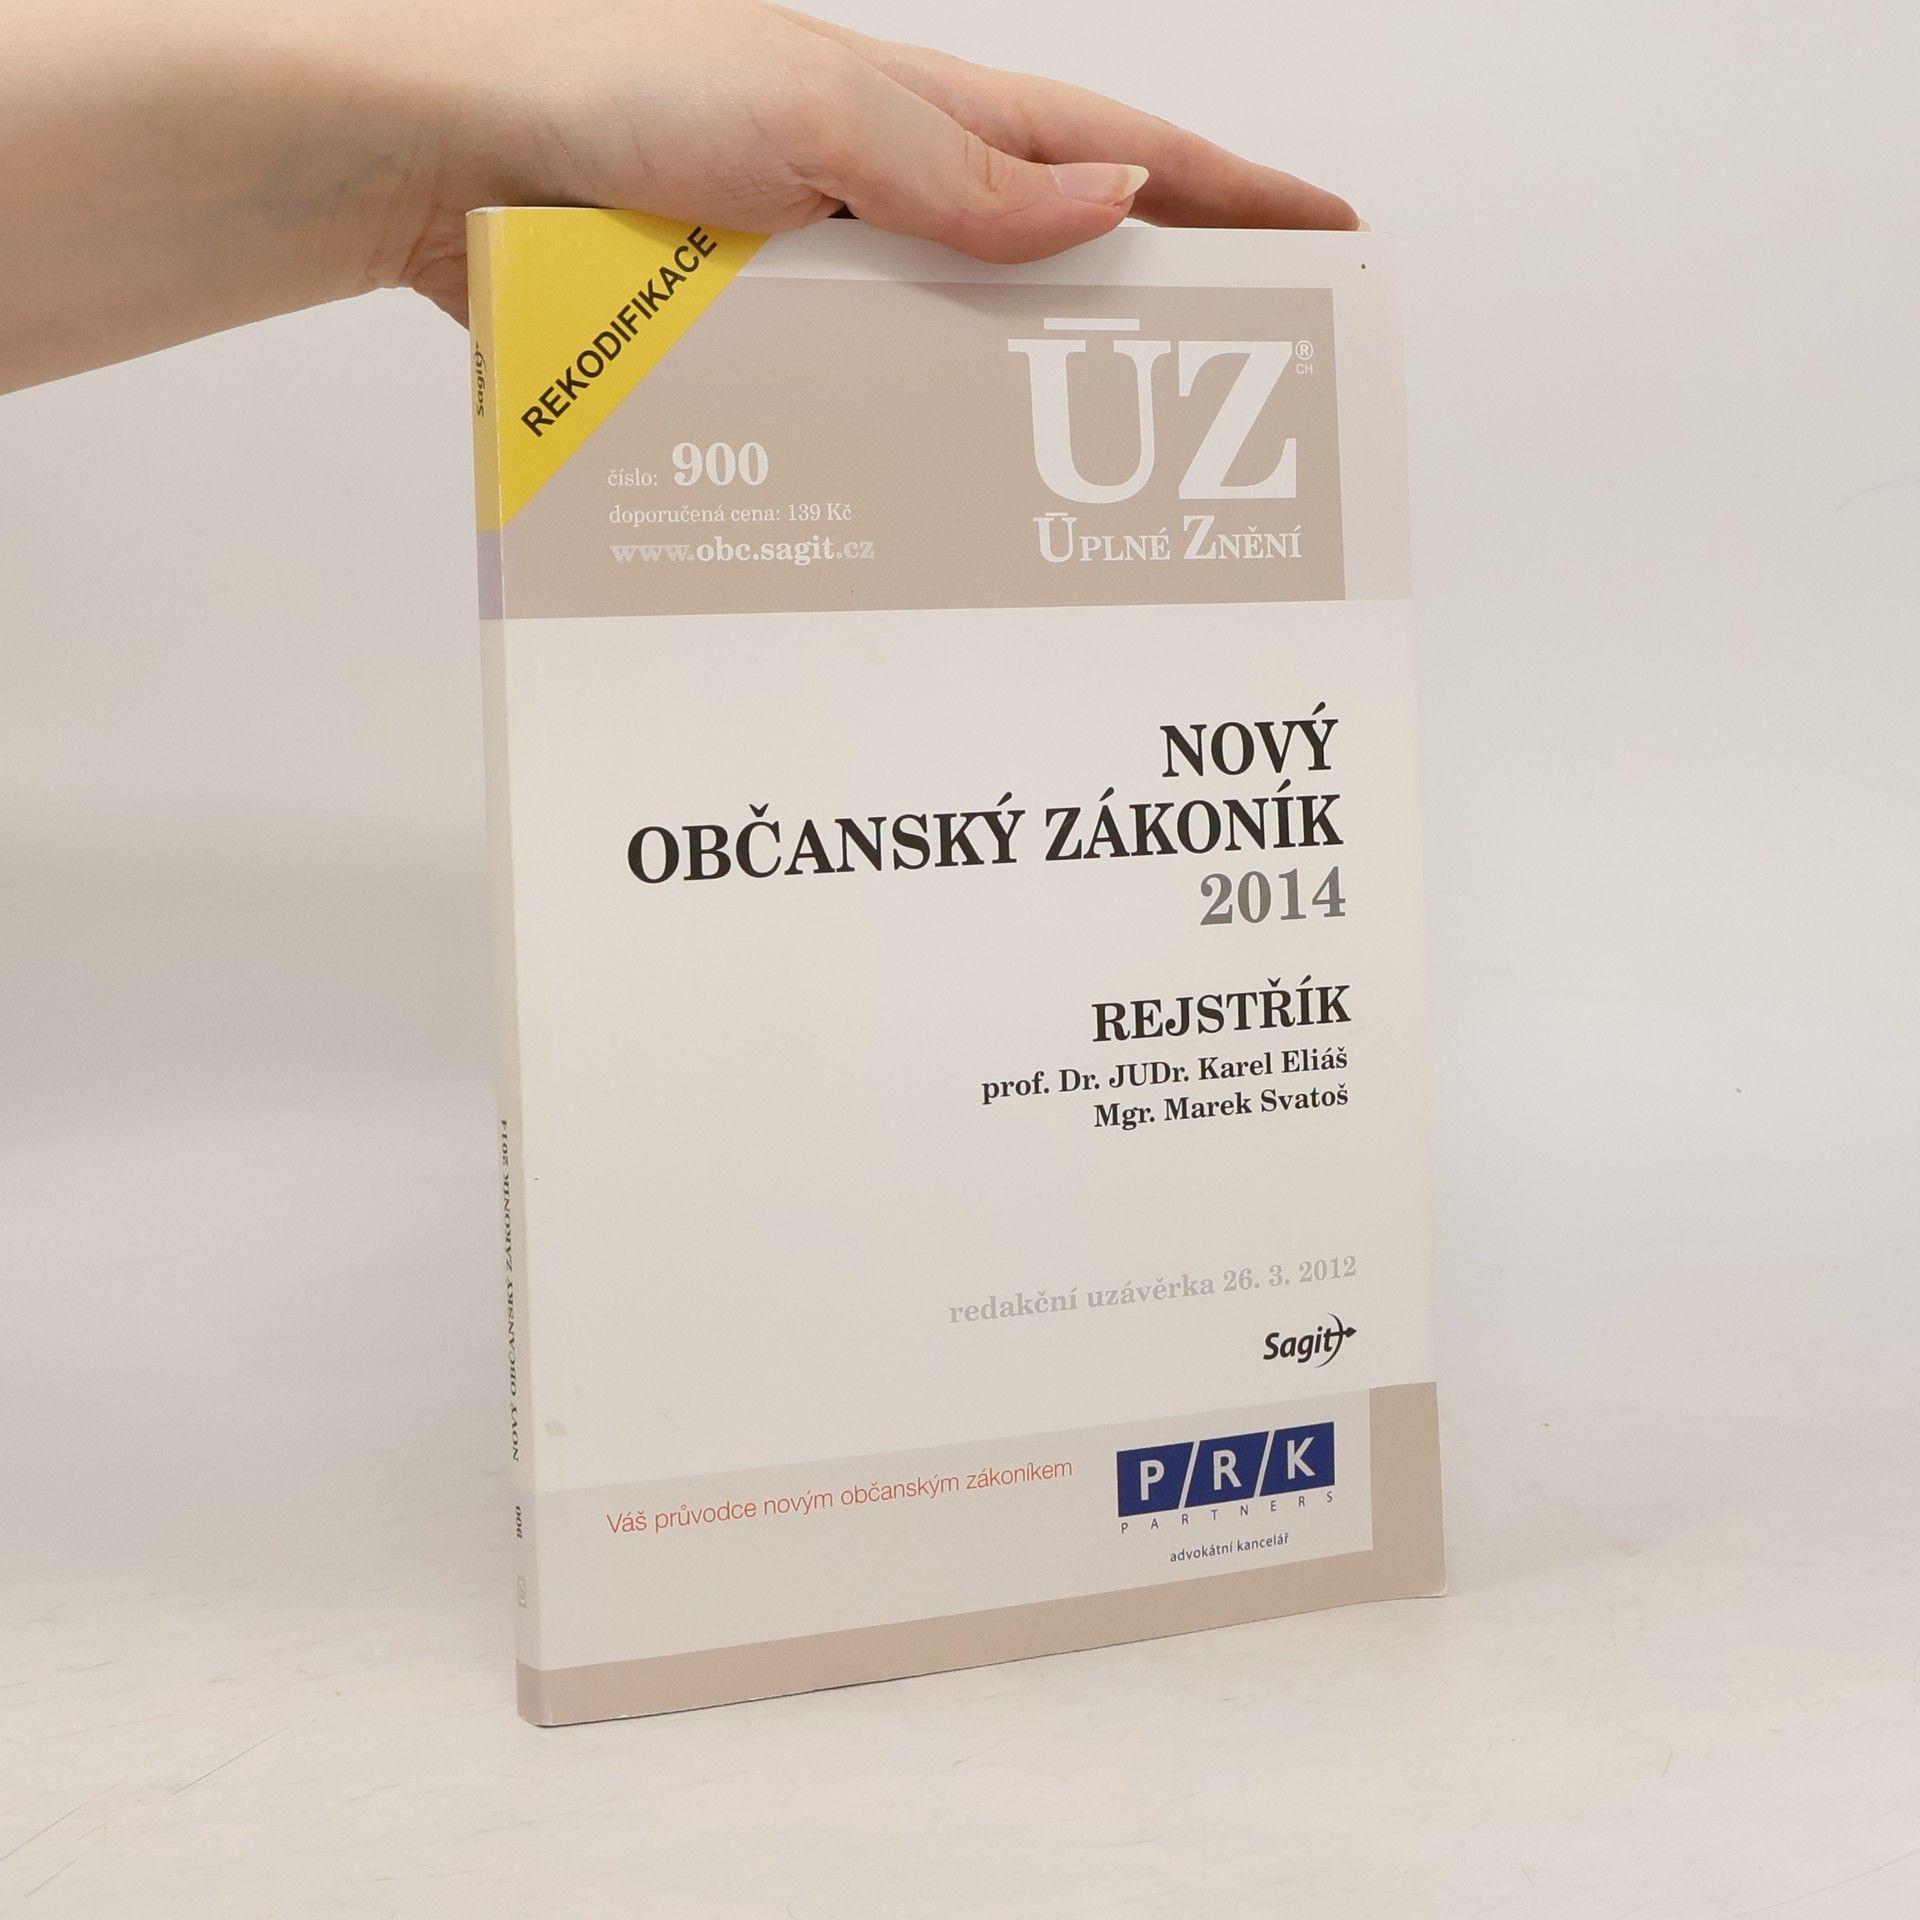 REKODIFIKACE
ŪZ®
CH
ŪPLNÉ ZNĚNÍ
číslo: 900
doporučená cena: 139 Kč
www.obc.sagit.cz
NOVÝ
OBČANSKÝ ZÁKONÍK
2014
REJSTŘÍK
prof. Dr. JUDr. Karel Eliáš
Mgr. Marek Svatoš
redakční uzávěrka 26. 3. 2012
Sagit
Váš průvodce novým občanským zákoníkem
P/R/K
PARTNERS
advokátní kancelář
sagit
NOVÝ OBČANSKÝ ZÁKONÍK 2014
900
ÚZ